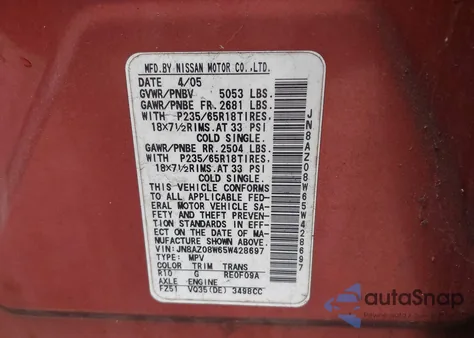 MFD.BY NISSAN MOTOR CO.,LTD.
DATE 4/05
GVWR/PNBV 5053 LBS.
GAWR/PNBE FR. 2681 LBS.
WITH P235/65R18TIRES,
18X7½RIMS.AT 33 PSI
COLD SINGLE.
GAWR/PNBE RR. 2504 LBS.
WITH P235/65R18TIRES,
18X7½RIMS.AT 33 PSI
COLD SINGLE.
THIS VEHICLE CONFORMS
TO ALL APPLICABLE FED-
ERAL MOTOR VEHICLE SA-
FETY AND THEFT PREVEN-
TION STANDARDS IN EFF-
ECT ON THE DATE OF MA-
NUFACTURE SHOWN ABOVE.
VIN: JN8AZ08W65W428697
TYPE: MPV
COLOR TRIM TRANS
R10 G RE0F09A
AXLE ENGINE
FZ51 VQ35(DE) 3498CC
JN8AZ08W65W428697
autoSnap